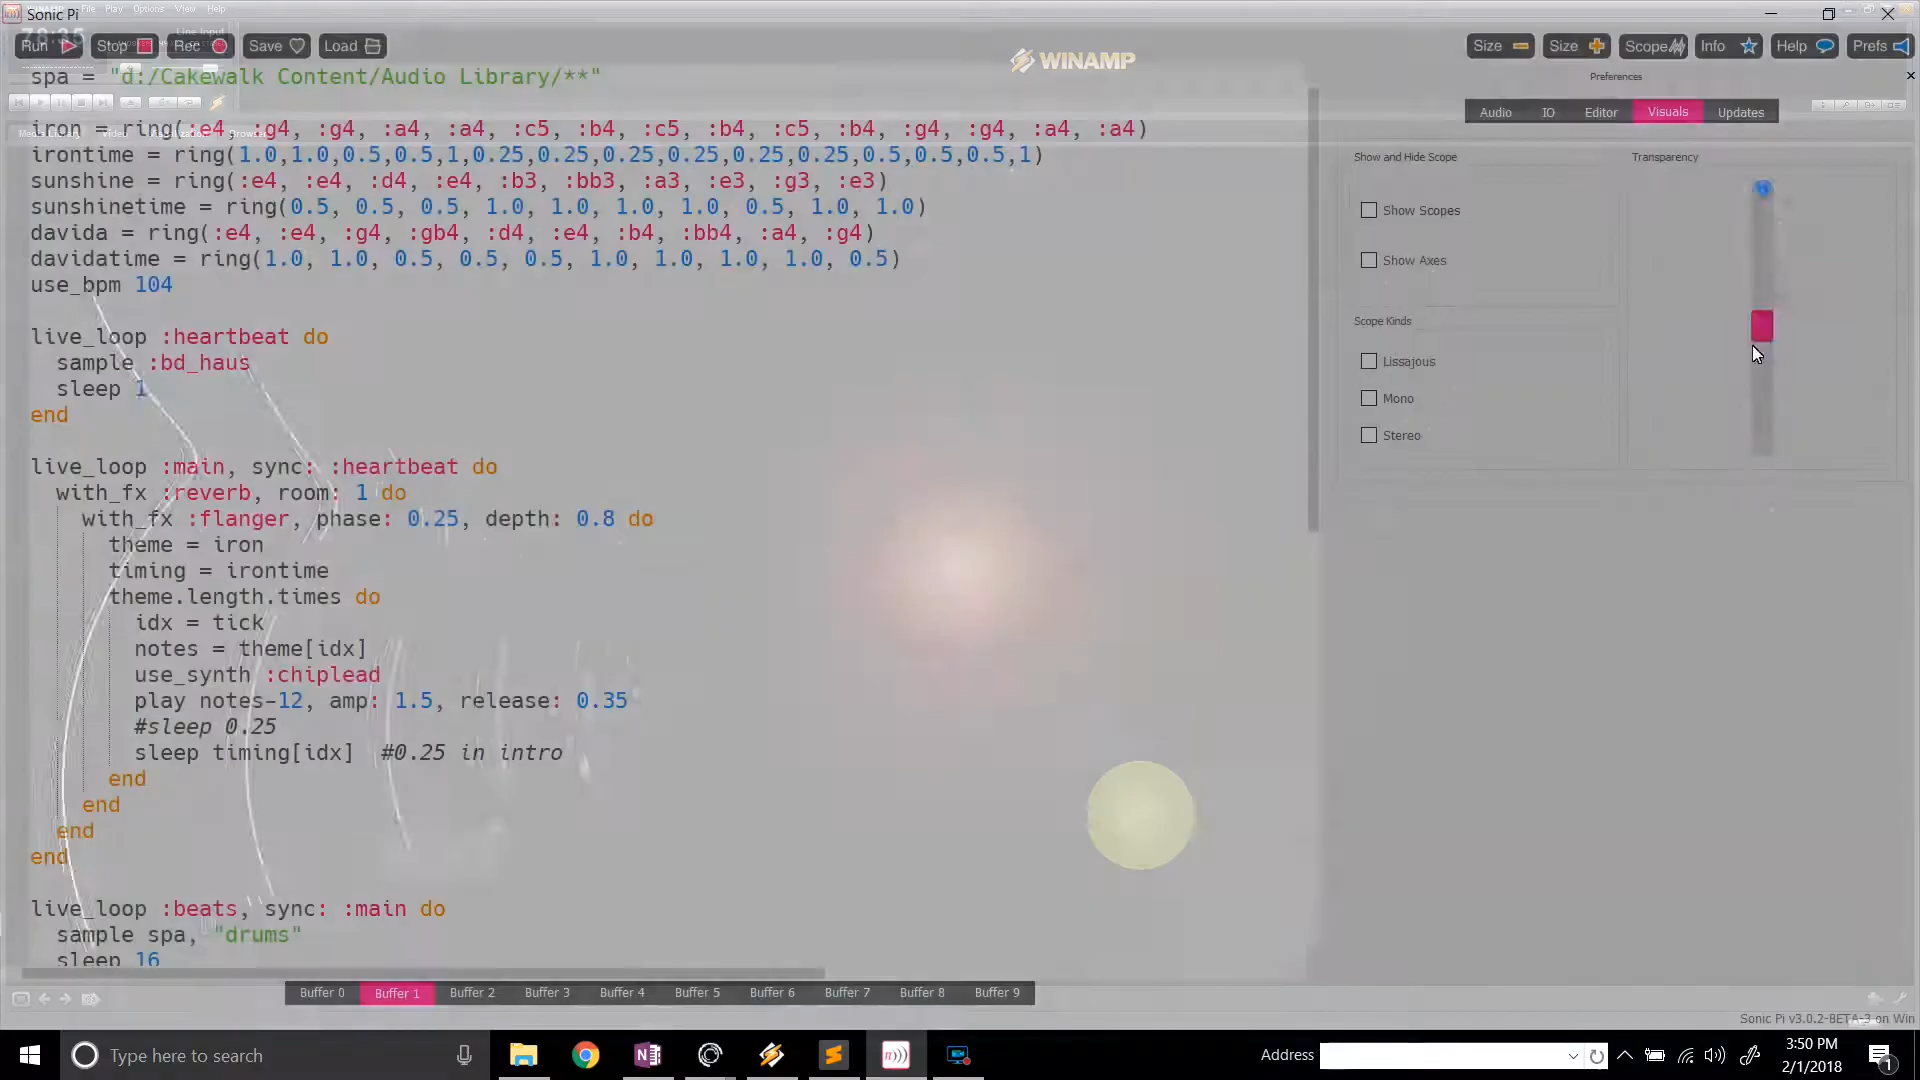 Sonic Pi
File Play Options View Help
Run Stop Rec Save Load
WINAMP
Size Size Scope Info Help Prefs
Preferences
Audio IO Editor Visuals Updates
spa = "d:/Cakewalk Content/Audio Library/**"
iron = ring(:e4, :g4, :g4, :a4, :a4, :c5, :b4, :c5, :b4, :c5, :b4, :g4, :g4, :a4, :a4)
irontime = ring(1.0,1.0,0.5,0.5,1,0.25,0.25,0.25,0.25,0.25,0.25,0.5,0.5,0.5,1)
sunshine = ring(:e4, :e4, :d4, :e4, :b3, :bb3, :a3, :e3, :g3, :e3)
sunshinetime = ring(0.5, 0.5, 0.5, 1.0, 1.0, 1.0, 1.0, 0.5, 1.0, 1.0)
davida = ring(:e4, :e4, :g4, :gb4, :d4, :e4, :b4, :bb4, :a4, :g4)
davidatime = ring(1.0, 1.0, 0.5, 0.5, 0.5, 1.0, 1.0, 1.0, 1.0, 0.5)
use_bpm 104
live_loop :heartbeat do
sample :bd_haus
sleep 1
end
live_loop :main, sync: :heartbeat do
with_fx :reverb, room: 1 do
with_fx :flanger, phase: 0.25, depth: 0.8 do
theme = iron
timing = irontime
theme.length.times do
idx = tick
notes = theme[idx]
use_synth :chiplead
play notes-12, amp: 1.5, release: 0.35
#sleep 0.25
sleep timing[idx]  #0.25 in intro
end
end
end
end
live_loop :beats, sync: :main do
sample spa, "drums"
sleep 16
Show and Hide Scope
Show Scopes
Show Axes
Scope Kinds
Lissajous
Mono
Stereo
Transparency
Buffer 0 Buffer 1 Buffer 2 Buffer 3 Buffer 4 Buffer 5 Buffer 6 Buffer 7 Buffer 8 Buffer 9
Sonic Pi v3.0.2-BETA-3 on Win
Type here to search
Address
3:50 PM
2/1/2018
1